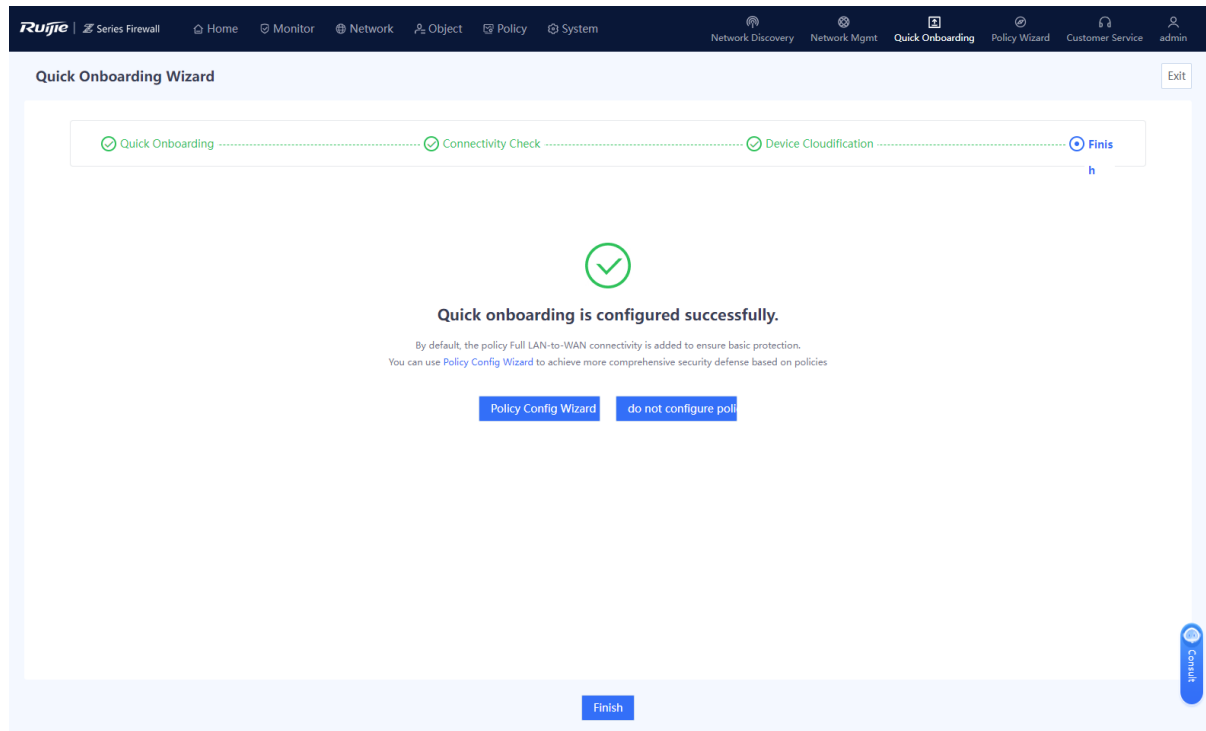 Ruijie | Z Series Firewall Home Monitor Network Object Policy System Network Discovery Network Mgmt Quick Onboarding Policy Wizard Customer Service admin
Quick Onboarding Wizard Exit
Quick Onboarding Connectivity Check Device Cloudification Finis
h
Quick onboarding is configured successfully.
By default, the policy Full LAN-to-WAN connectivity is added to ensure basic protection.
You can use Policy Config Wizard to achieve more comprehensive security defense based on policies
Policy Config Wizard do not configure poli
Consult
Finish